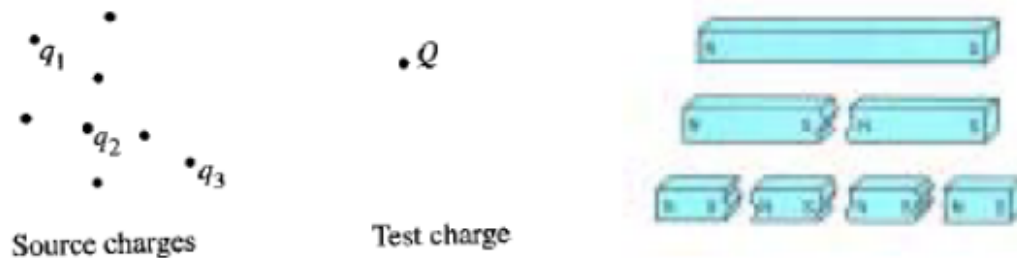 q1
Q
q2
q3
Source charges
Test charge
N S
N S N S
N S N S N S N S